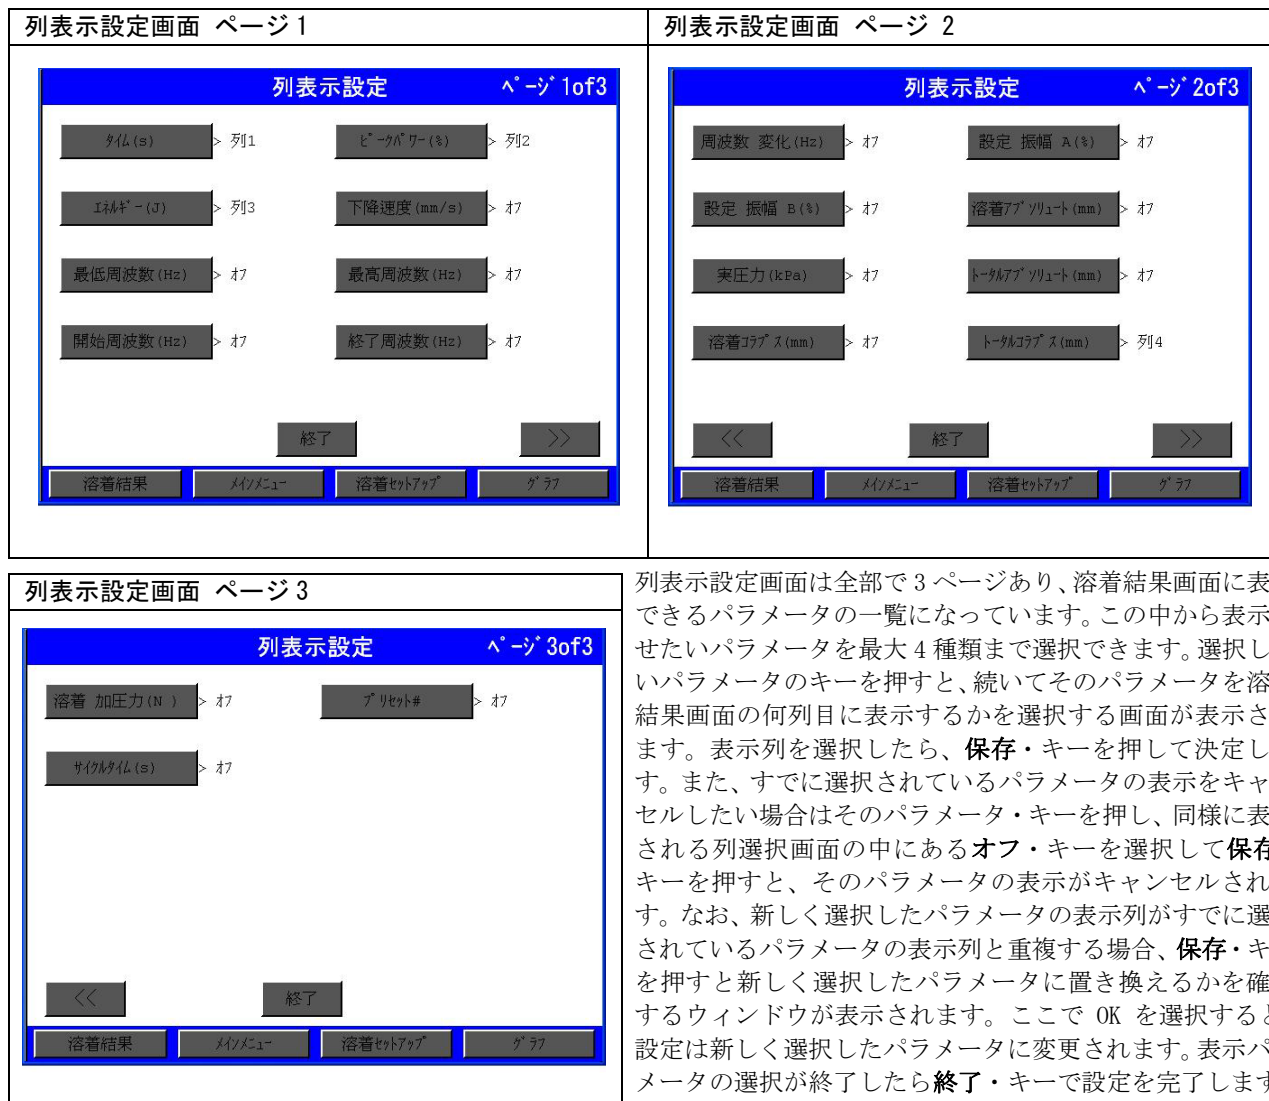 列表示設定画面 ページ1
列表示設定 ﾍﾟｰｼﾞ1of3
ﾀｲﾑ(s) > 列1 ﾋﾟｰｸﾊﾟﾜｰ(%) > 列2
ｴﾈﾙｷﾞｰ(J) > 列3 下降速度(mm/s) > ｵﾌ
最低周波数(Hz) > ｵﾌ 最高周波数(Hz) > ｵﾌ
開始周波数(Hz) > ｵﾌ 終了周波数(Hz) > ｵﾌ
終了 >>
溶着結果 ﾒｲﾝﾒﾆｭｰ 溶着ｾｯﾄｱｯﾌﾟ ｸﾞﾗﾌ
列表示設定画面 ページ 2
列表示設定 ﾍﾟｰｼﾞ2of3
周波数 変化(Hz) > ｵﾌ 設定 振幅 A(%) > ｵﾌ
設定 振幅 B(%) > ｵﾌ 溶着ｱﾌﾞｿﾘｭｰﾄ(mm) > ｵﾌ
実圧力(kPa) > ｵﾌ ﾄｰﾀﾙｱﾌﾞｿﾘｭｰﾄ(mm) > ｵﾌ
溶着ｺﾗﾌﾟｽ(mm) > ｵﾌ ﾄｰﾀﾙｺﾗﾌﾟｽ(mm) > 列4
<< 終了 >>
溶着結果 ﾒｲﾝﾒﾆｭｰ 溶着ｾｯﾄｱｯﾌﾟ ｸﾞﾗﾌ
列表示設定画面 ページ3
列表示設定 ﾍﾟｰｼﾞ3of3
溶着 加圧力(N ) > ｵﾌ ﾌﾟﾘｾｯﾄ# > ｵﾌ
ｻｲｸﾙﾀｲﾑ(s) > ｵﾌ
<< 終了
溶着結果 ﾒｲﾝﾒﾆｭｰ 溶着ｾｯﾄｱｯﾌﾟ ｸﾞﾗﾌ
列表示設定画面は全部で3ページあり、溶着結果画面に表
できるパラメータの一覧になっています。この中から表示
せたいパラメータを最大4種類まで選択できます。選択し
いパラメータのキーを押すと、続いてそのパラメータを溶
結果画面の何列目に表示するかを選択する画面が表示さ
ます。表示列を選択したら、保存・キーを押して決定し
す。また、すでに選択されているパラメータの表示をキャ
セルしたい場合はそのパラメータ・キーを押し、同様に表
される列選択画面の中にあるオフ・キーを選択して保存
キーを押すと、そのパラメータの表示がキャンセルされ
す。なお、新しく選択したパラメータの表示列がすでに選
されているパラメータの表示列と重複する場合、保存・キ
を押すと新しく選択したパラメータに置き換えるかを確
するウィンドウが表示されます。ここで OK を選択すると
設定は新しく選択したパラメータに変更されます。表示パ
メータの選択が終了したら終了・キーで設定を完了します